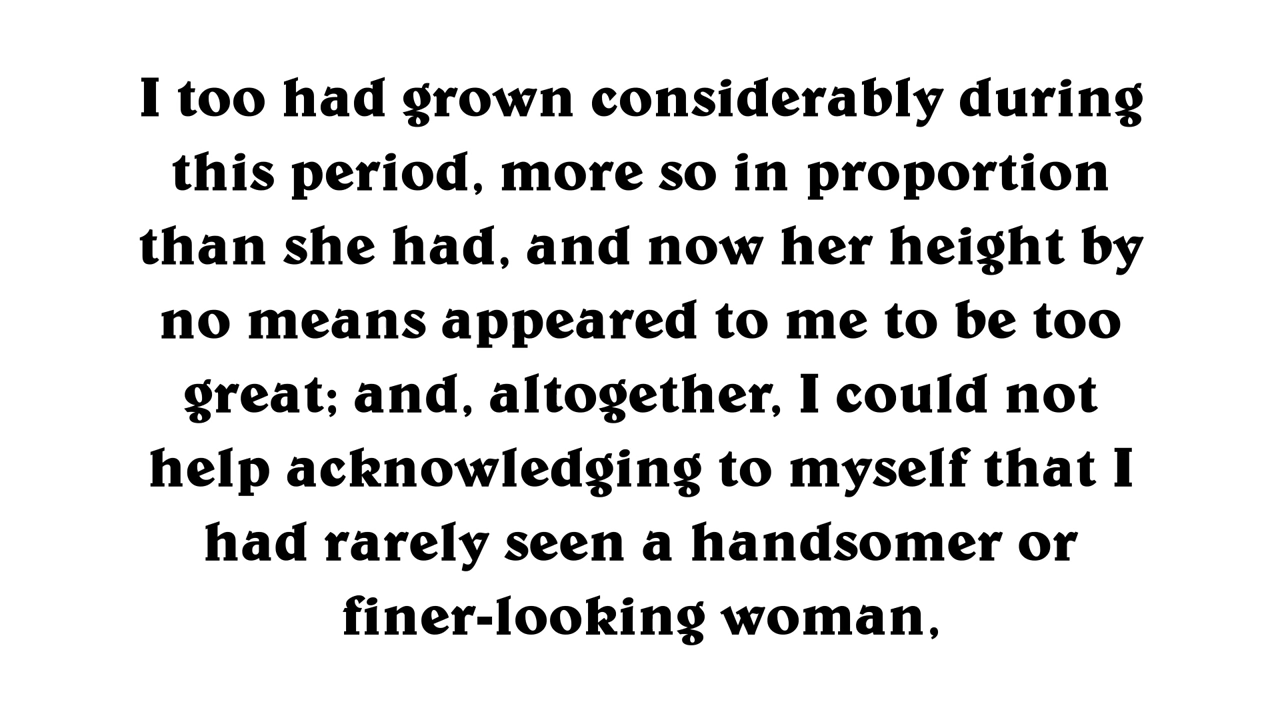 I too had grown considerably during
this period, more so in proportion
than she had, and now her height by
no means appeared to me to be too
great; and, altogether, I could not
help acknowledging to myself that I
had rarely seen a handsomer or
finer-looking woman,